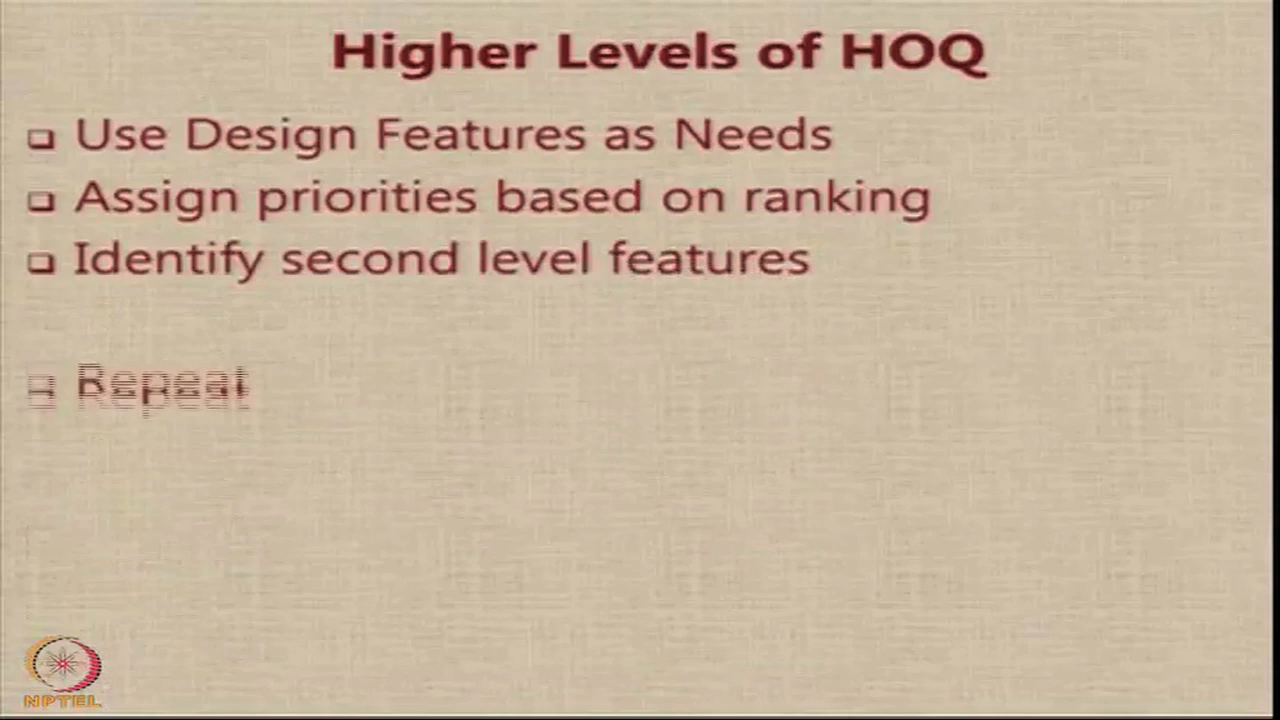 Higher Levels of HOQ
❑ Use Design Features as Needs
❑ Assign priorities based on ranking
❑ Identify second level features
❑ Repeat
NPTEL